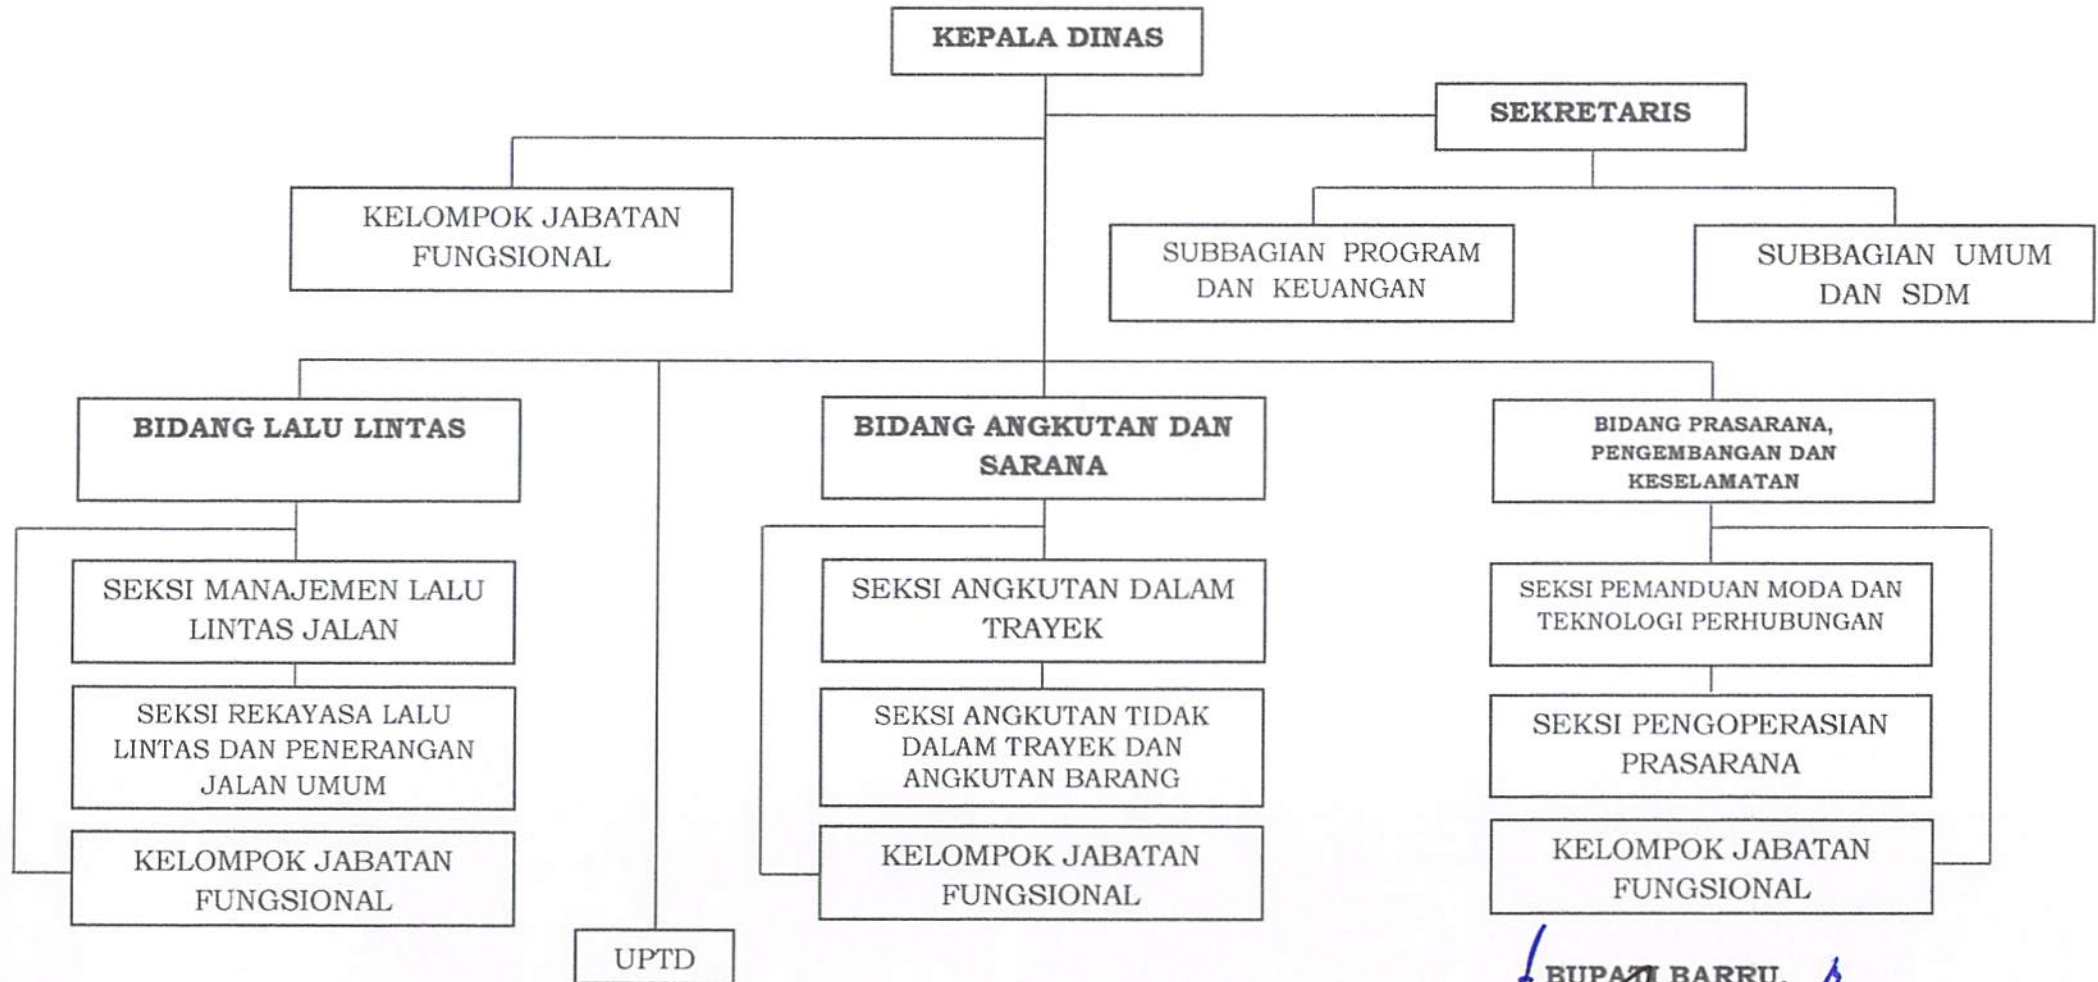 KEPALA DINAS
SEKRETARIS
KELOMPOK JABATAN
FUNGSIONAL
SUBBAGIAN PROGRAM
DAN KEUANGAN
SUBBAGIAN UMUM
DAN SDM
BIDANG LALU LINTAS
BIDANG ANGKUTAN DAN
SARANA
BIDANG PRASARANA,
PENGEMBANGAN DAN
KESELAMATAN
SEKSI MANAJEMEN LALU
LINTAS JALAN
SEKSI ANGKUTAN DALAM
TRAYEK
SEKSI PEMANDUAN MODA DAN
TEKNOLOGI PERHUBUNGAN
SEKSI REKAYASA LALU
LINTAS DAN PENERANGAN
JALAN UMUM
SEKSI ANGKUTAN TIDAK
DALAM TRAYEK DAN
ANGKUTAN BARANG
SEKSI PENGOPERASIAN
PRASARANA
KELOMPOK JABATAN
FUNGSIONAL
KELOMPOK JABATAN
FUNGSIONAL
KELOMPOK JABATAN
FUNGSIONAL
UPTD
BUPATI BARRU,